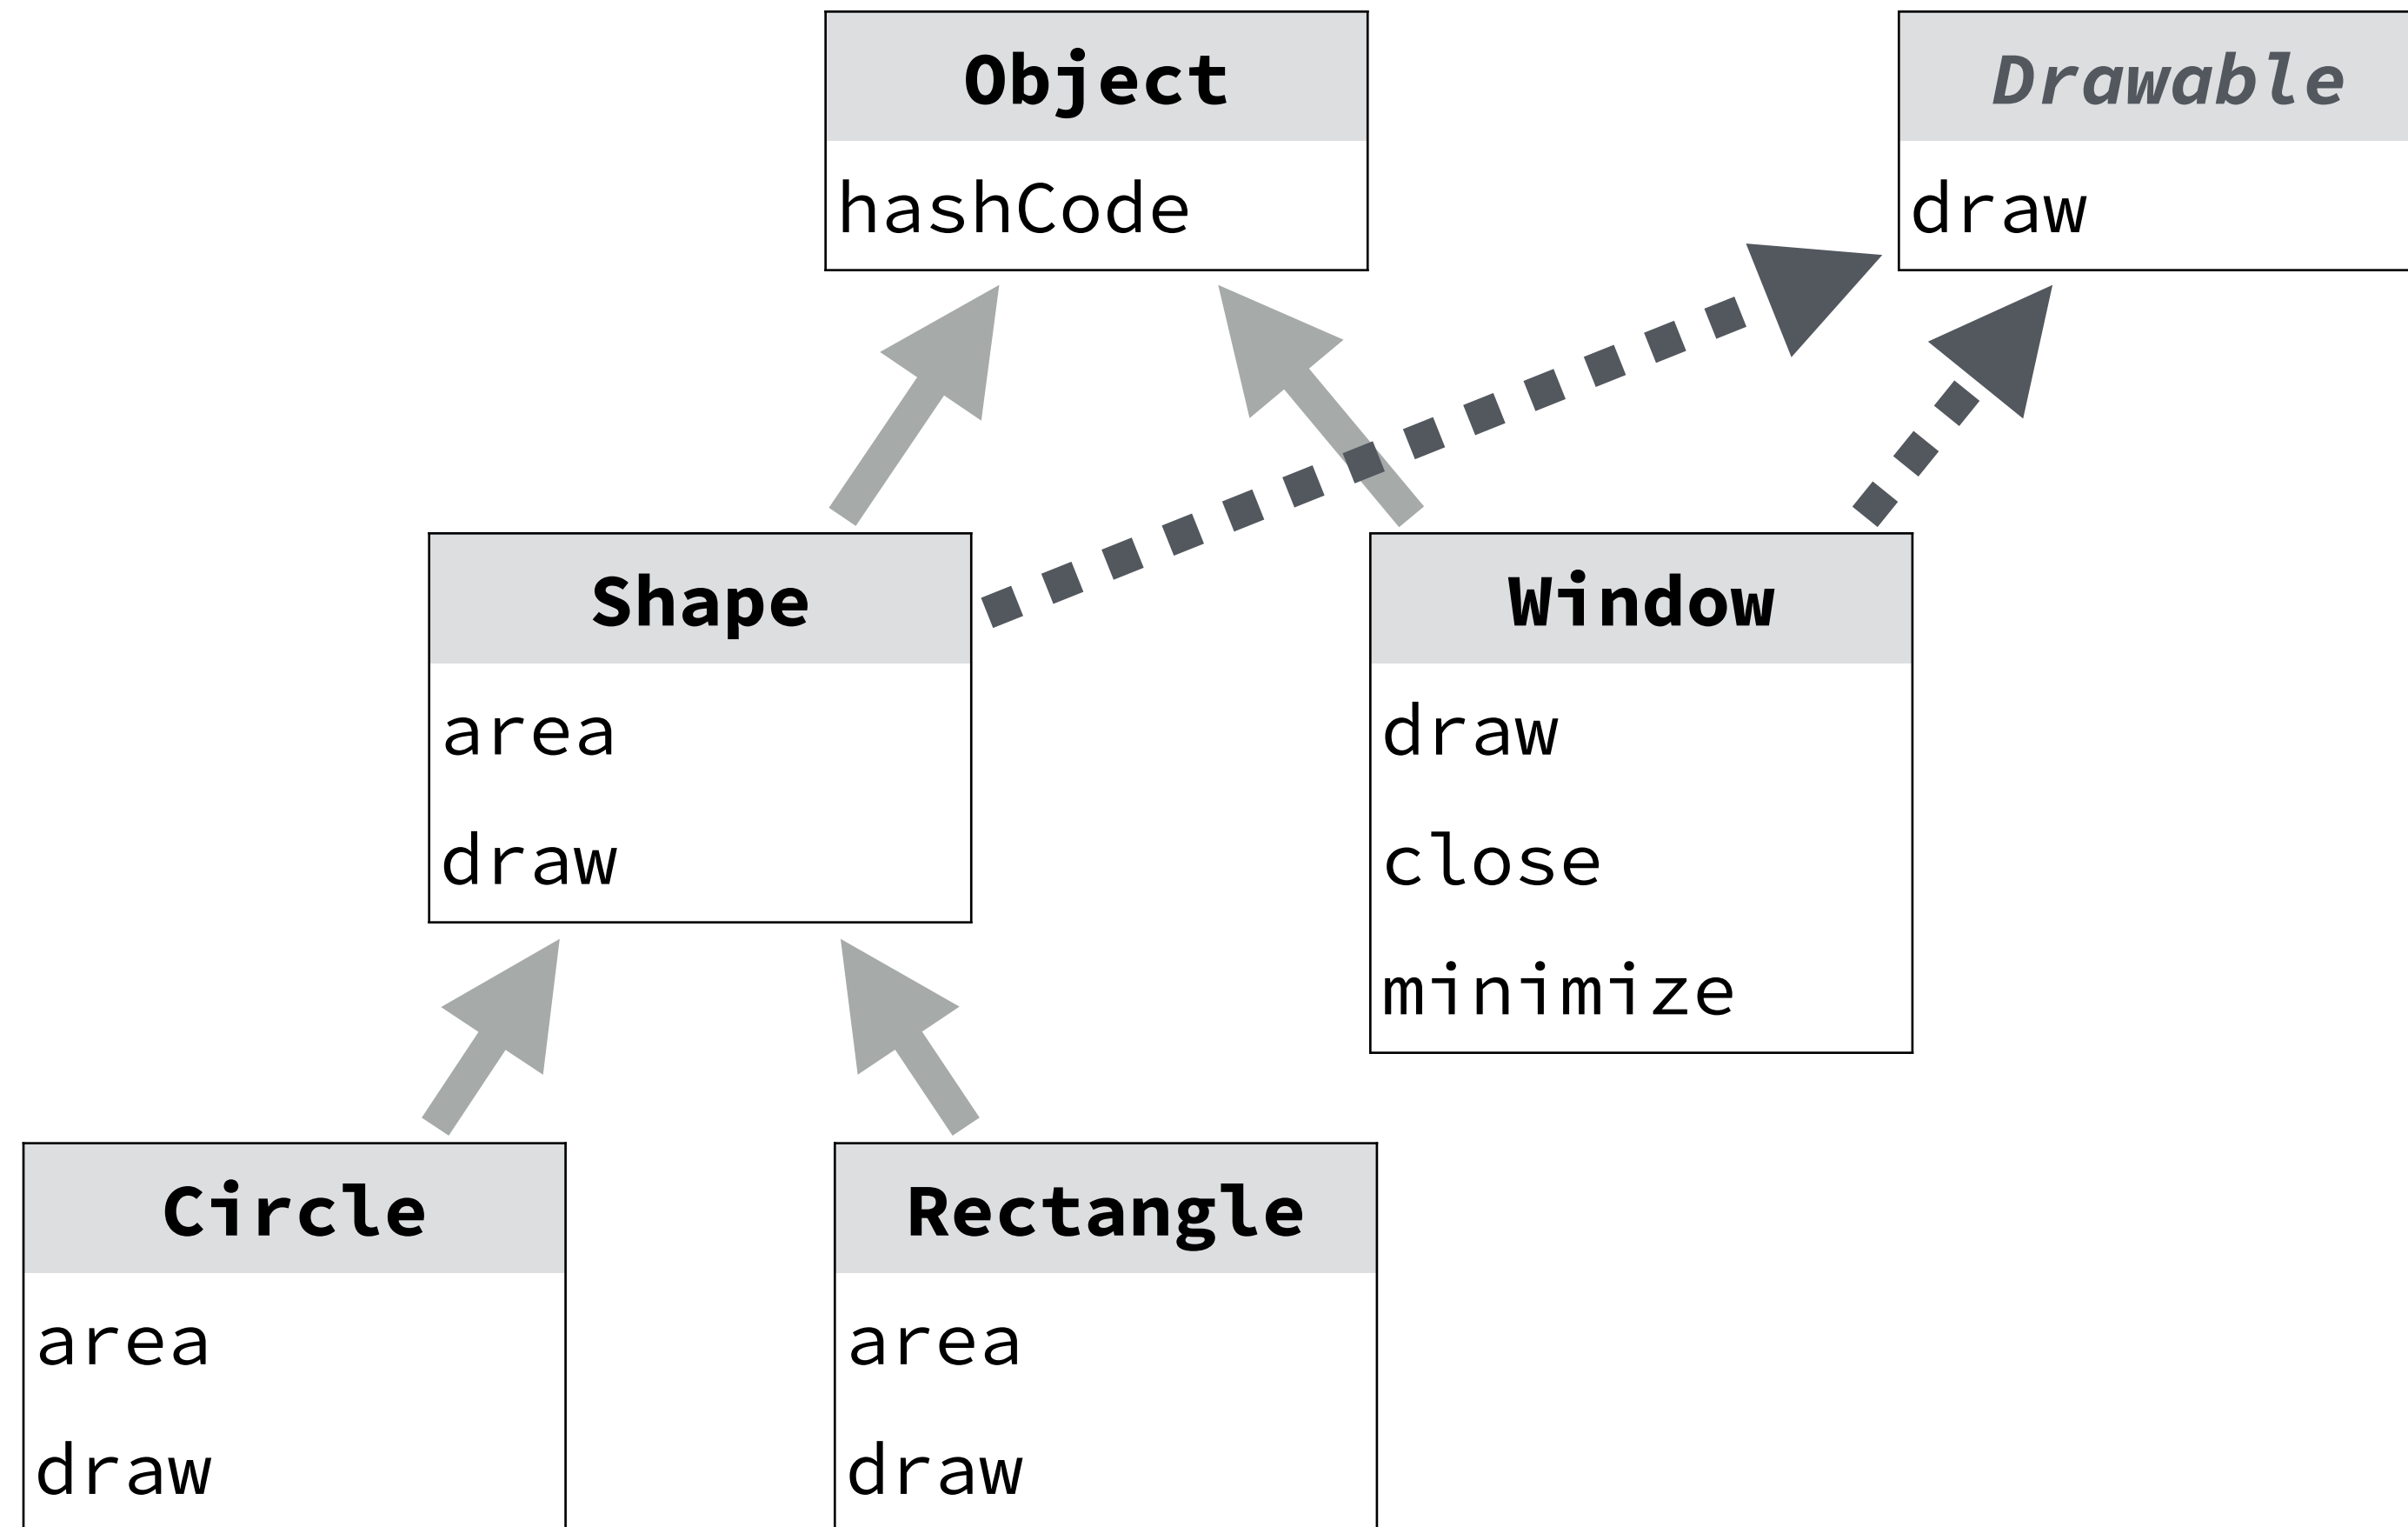 Object
hashCode
Drawable
draw
Shape
area
draw
Window
draw
close
minimize
Circle
area
draw
Rectangle
area
draw